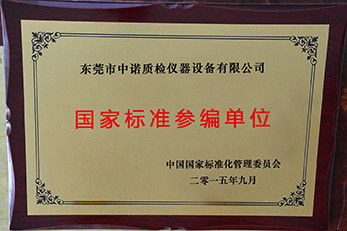 东莞市中诺质检仪器设备有限公司
国家标准参编单位
中国国家标准化管理委员会
二零一五年九月